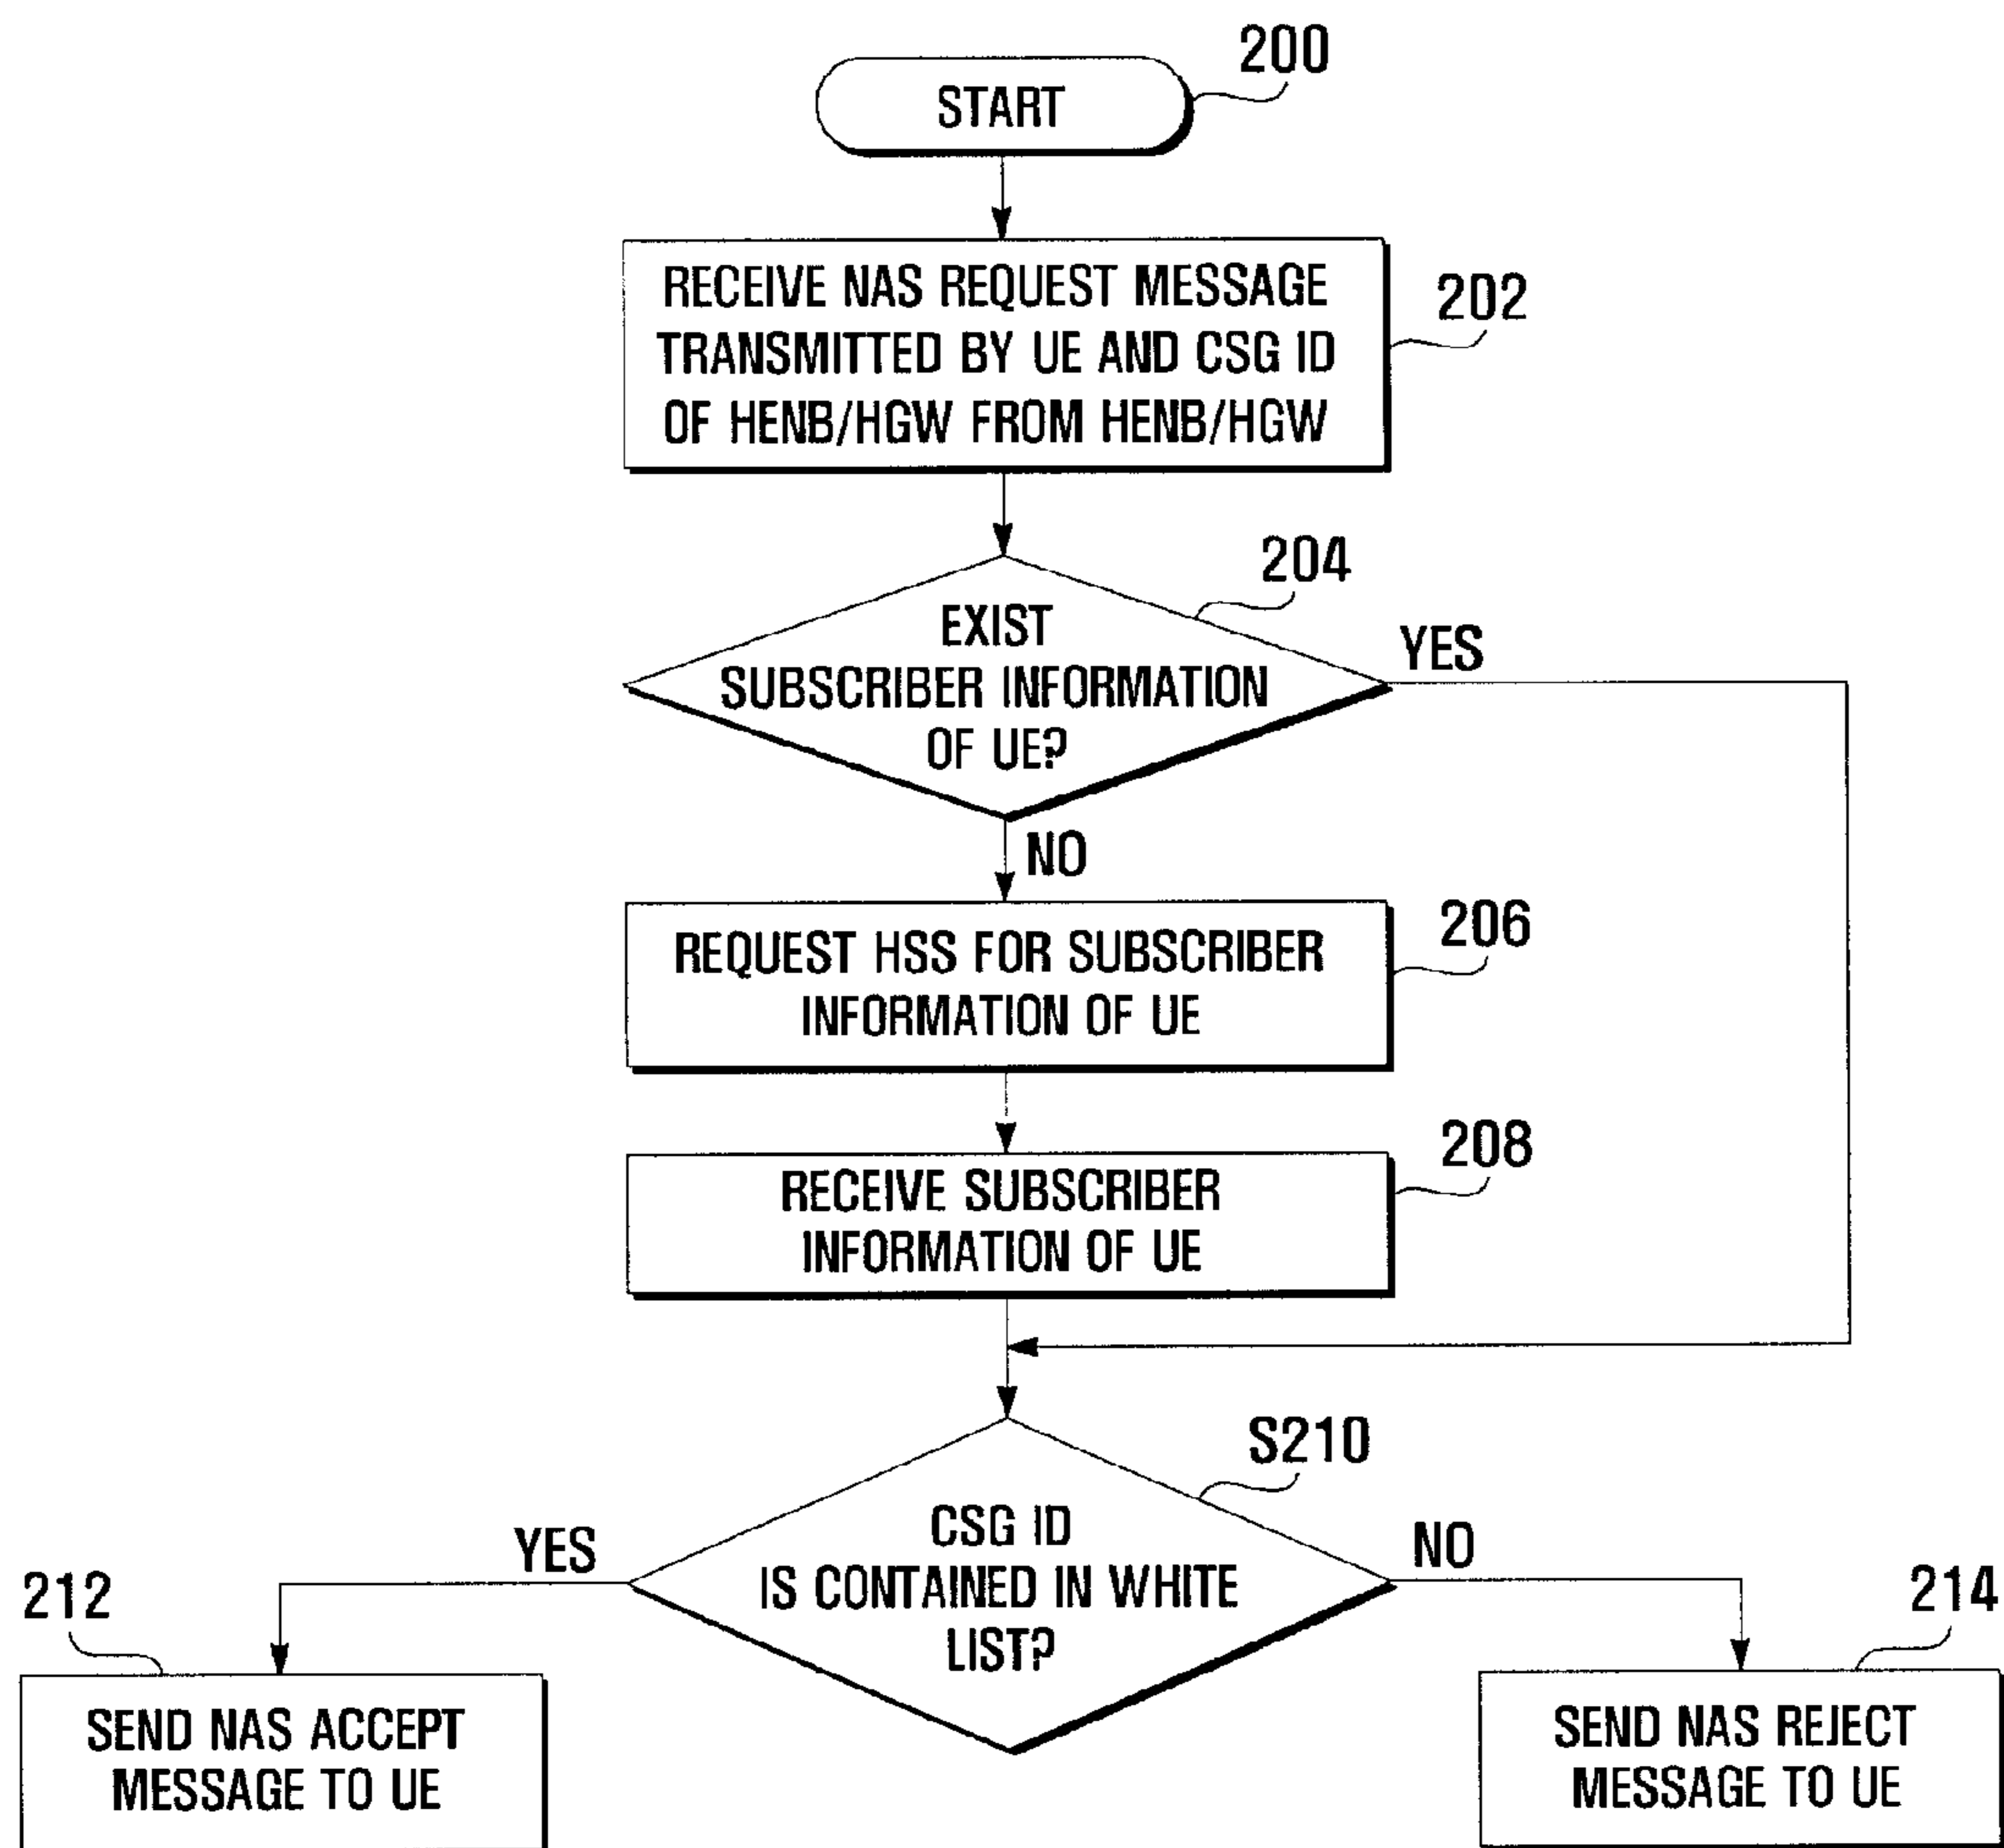 200
START
RECEIVE NAS REQUEST MESSAGE
TRANSMITTED BY UE AND CSG ID
OF HENB/HGW FROM HENB/HGW
202
204
EXIST
SUBSCRIBER INFORMATION
OF UE?
YES
NO
206
REQUEST HSS FOR SUBSCRIBER
INFORMATION OF UE
208
RECEIVE SUBSCRIBER
INFORMATION OF UE
S210
CSG ID
IS CONTAINED IN WHITE
LIST?
YES
NO
212
SEND NAS ACCEPT
MESSAGE TO UE
214
SEND NAS REJECT
MESSAGE TO UE